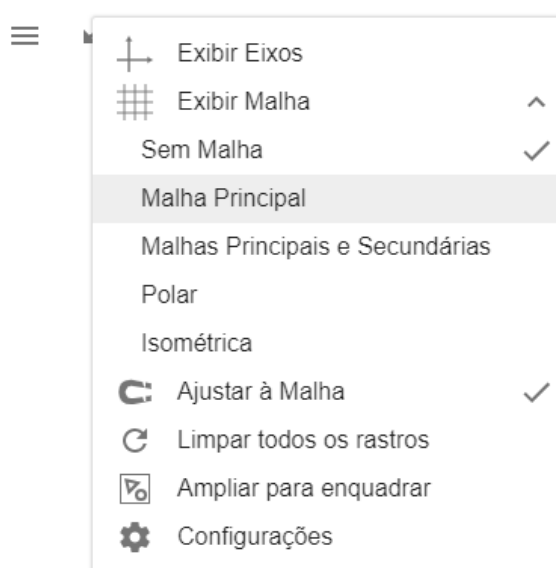 Exibir Eixos
Exibir Malha
Sem Malha
Malha Principal
Malhas Principais e Secundárias
Polar
Isométrica
Ajustar à Malha
Limpar todos os rastros
Ampliar para enquadrar
Configurações